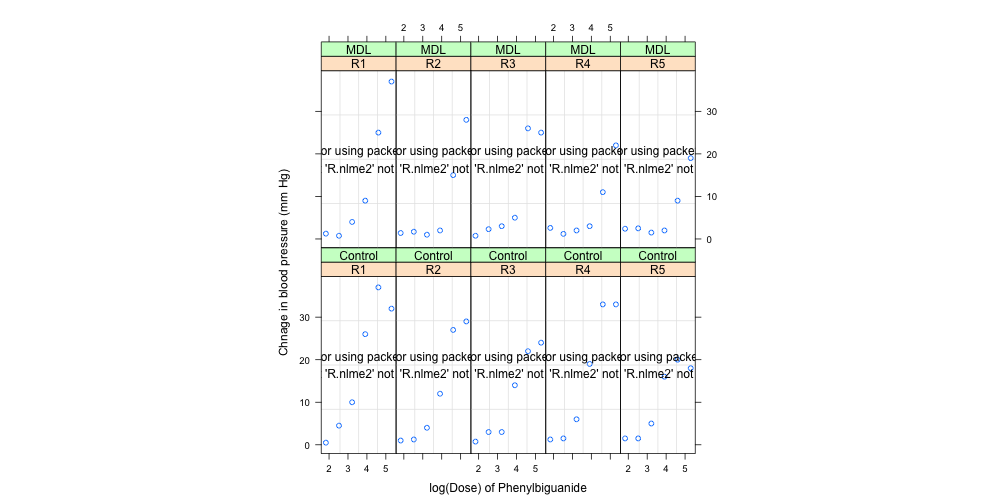 2 3 4 5 2 3 4 5
MDL MDL MDL MDL MDL
R1 R2 R3 R4 R5
30
or using packe or using packe or using packe or using packe or using packe
20
'R.nlme2' not 'R.nlme2' not 'R.nlme2' not 'R.nlme2' not 'R.nlme2' not
10
0
Control Control Control Control Control
R1 R2 R3 R4 R5
30
or using packe or using packe or using packe or using packe or using packe
20
'R.nlme2' not 'R.nlme2' not 'R.nlme2' not 'R.nlme2' not 'R.nlme2' not
10
0
2 3 4 5 2 3 4 5 2 3 4 5
Chnage in blood pressure (mm Hg)
log(Dose) of Phenylbiguanide